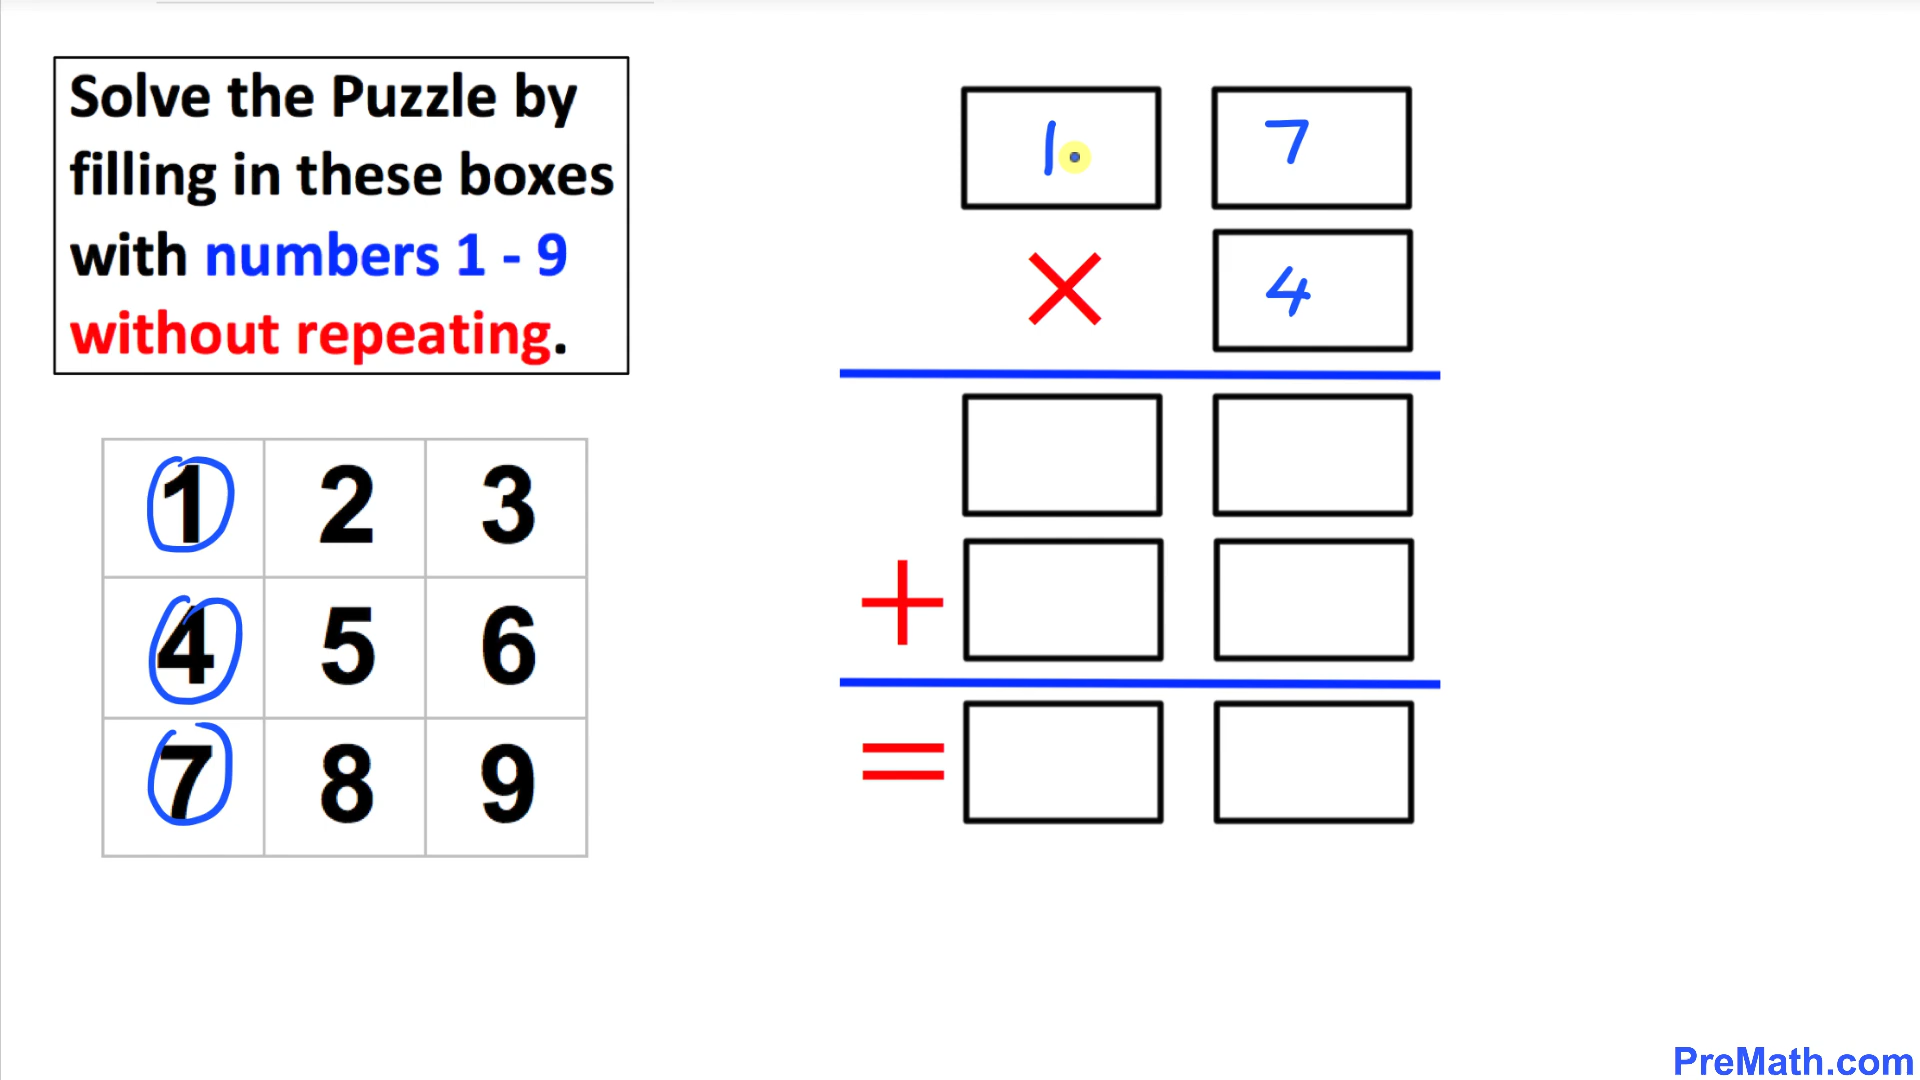 Solve the Puzzle by
filling in these boxes
with numbers 1 - 9
without repeating.
1 2 3
4 5 6
7 8 9
1 7
× 4
+
=
PreMath.com